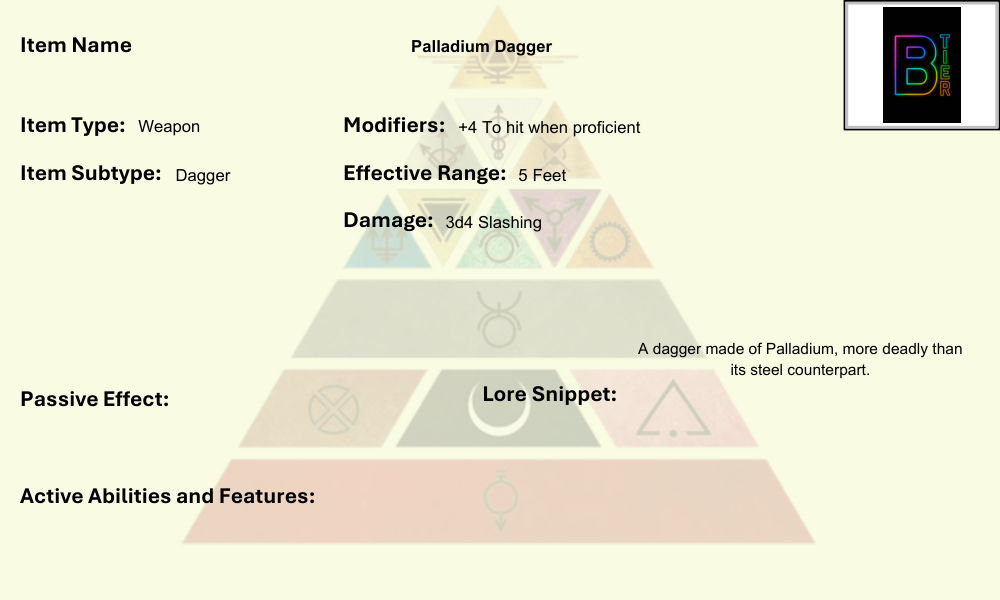 Item Name
Palladium Dagger
B TIER
Item Type: Weapon
Modifiers: +4 To hit when proficient
Item Subtype: Dagger
Effective Range: 5 Feet
Damage: 3d4 Slashing
Passive Effect:
Lore Snippet:
A dagger made of Palladium, more deadly than
its steel counterpart.
Active Abilities and Features: